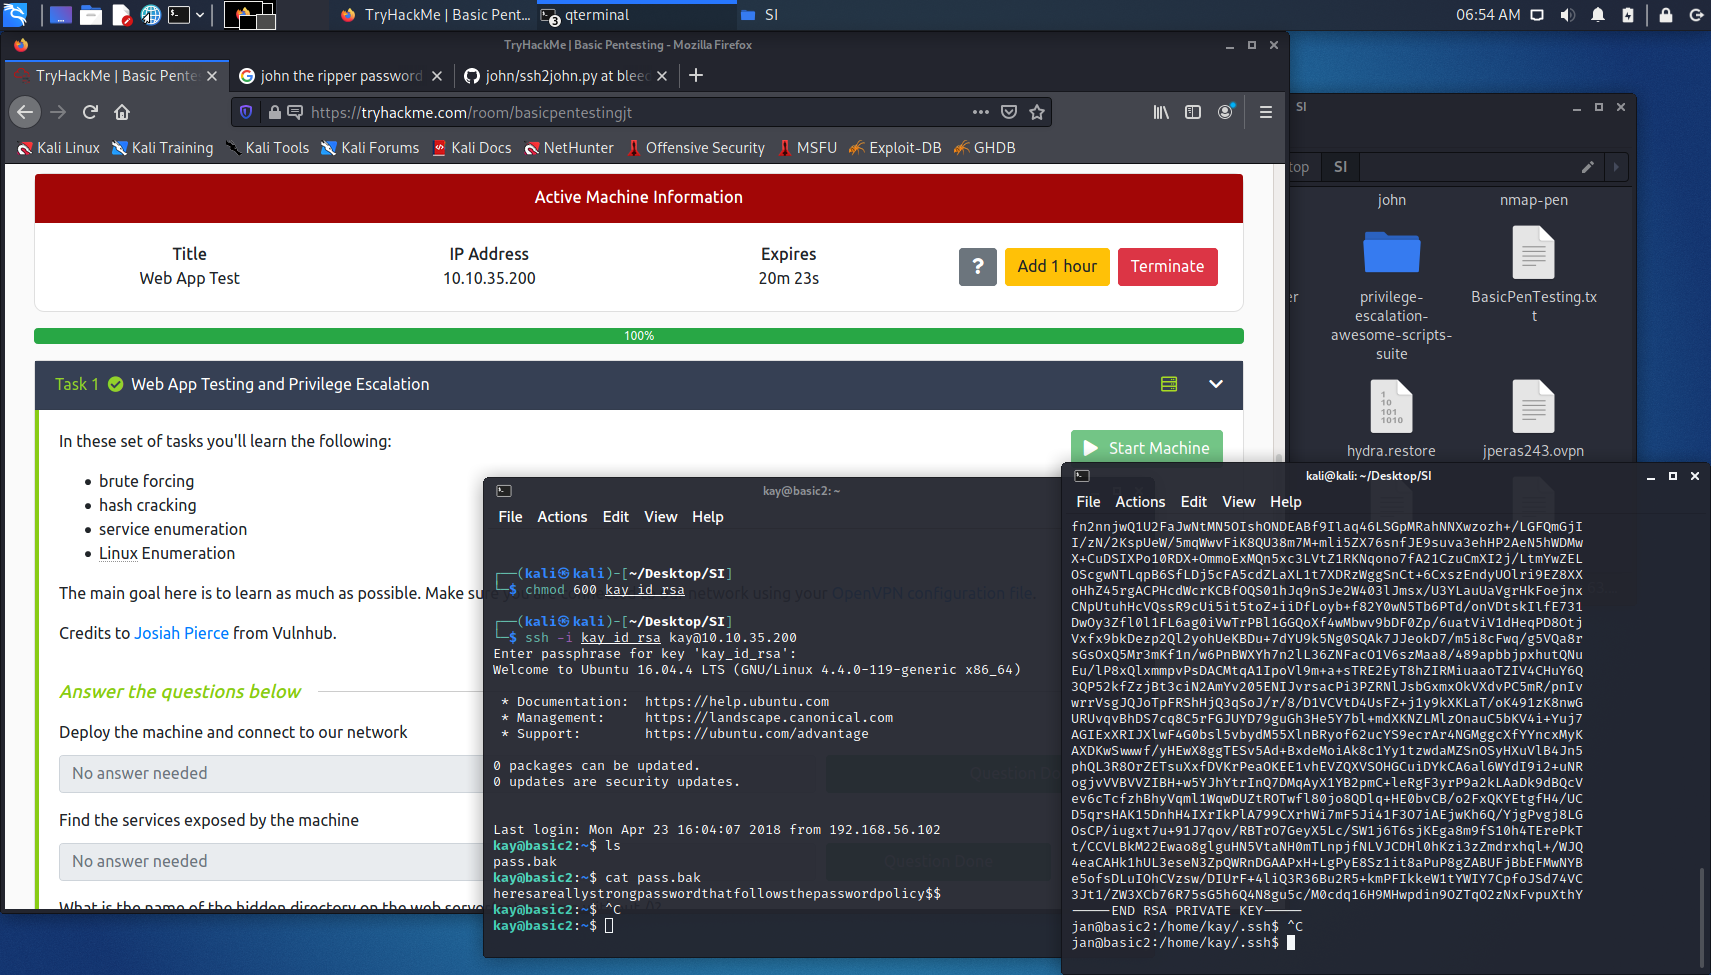 TryHackMe | Basic Pent...
qterminal
3
SI
06:54 AM
TryHackMe | Basic Pentesting - Mozilla Firefox
TryHackMe | Basic Pente
john the ripper password
john/ssh2john.py at blee
https://tryhackme.com/room/basicpentestingjt
Kali Linux
Kali Training
Kali Tools
Kali Forums
Kali Docs
NetHunter
Offensive Security
MSFU
Exploit-DB
GHDB
Active Machine Information
Title
IP Address
Expires
Web App Test
10.10.35.200
20m 23s
?
Add 1 hour
Terminate
100%
Task 1
Web App Testing and Privilege Escalation
In these set of tasks you'll learn the following:
Start Machine
brute forcing
hash cracking
service enumeration
Linux Enumeration
The main goal here is to learn as much as possible. Make su
network using your OpenVPN configuration file.
Credits to Josiah Pierce from Vulnhub.
Answer the questions below
Deploy the machine and connect to our network
No answer needed
Find the services exposed by the machine
No answer needed
What is the name of the hidden directory on the web serve
SI
top
SI
john
nmap-pen
er
privilege-
escalation-
awesome-scripts-
suite
BasicPenTesting.tx
t
1
10
101
1010
hydra.restore
jperas243.ovpn
kay@basic2: ~
File Actions Edit View Help
(kali㉿kali)-[~/Desktop/SI]
$ chmod 600 kay_id_rsa
(kali㉿kali)-[~/Desktop/SI]
$ ssh -i kay_id_rsa kay@10.10.35.200
Enter passphrase for key 'kay_id_rsa':
Welcome to Ubuntu 16.04.4 LTS (GNU/Linux 4.4.0-119-generic x86_64)
* Documentation: https://help.ubuntu.com
* Management: https://landscape.canonical.com
* Support: https://ubuntu.com/advantage
0 packages can be updated.
0 updates are security updates.
Last login: Mon Apr 23 16:04:07 2018 from 192.168.56.102
kay@basic2:~$ ls
pass.bak
kay@basic2:~$ cat pass.bak
heresareallystrongpasswordthatfollowsthepasswordpolicy$$
kay@basic2:~$ ^C
kay@basic2:~$
kali@kali: ~/Desktop/SI
File Actions Edit View Help
fn2nnjwQ1U2FaJwNtMN5OIshONDEABf9Ilaq46LSGpMRahNNXwzozh+/LGFQmGjI
I/zN/2KspUeW/5mqWwvFiK8QU38m7M+mli5ZX76snfJE9suva3ehHP2AeN5hWDMw
X+CuDSIXPo10RDX+OmmoExMQn5xc3LVtZ1RKNqono7fA21CzuCmXI2j/LtmYwZEL
OScgwNTLqpB6SfLDj5cFA5cdZLaXL1t7XDRzWggSnCt+6CxszEndyUOlri9EZ8XX
oHhZ45rgACPHcdWcrKCBfOQS01hJq9nSJe2W403lJmsx/U3YLauUaVgrHkFoejnx
CNpUtuhHcVQssR9cUi5it5toZ+iiDfLoyb+f82Y0wN5Tb6PTd/onVDtskIlfE731
DwOy3Zfl0l1FL6ag0iVwTrPBl1GGQoXf4wMbwv9bDF0Zp/6uatViV1dHeqPD8Otj
Vxfx9bkDezp2Ql2yohUeKBDu+7dYU9k5Ng0SQAk7JJeokD7/m5i8cFwq/g5VQa8r
sGsOxQ5Mr3mKf1n/w6PnBWXYh7n2lL36ZNFacO1V6szMaa8/489apbbjpxhutQNu
Eu/lP8xQlxmmpvPsDACMtqA1IpoVl9m+a+sTRE2EyT8hZIRMiuaaoTZIV4CHuY6Q
3QP52kfZzjBt3ciN2AmYv205ENIJvrsacPi3PZRNlJsbGxmxOkVXdvPC5mR/pnIv
wrrVsgJQJoTpFRShHjQ3qSoJ/r/8/D1VCVtD4UsFZ+j1y9kXKLaT/oK491zK8nwG
URUvqvBhDS7cq8C5rFGJUYD79guGh3He5Y7bl+mdXKNZLMlzOnauC5bKV4i+Yuj7
AGIExXRIJXlwF4G0bsl5vbydM55XlnBRyof62ucYS9ecrAr4NGMggcXfYYncxMyK
AXDKwSwwwf/yHEwX8ggTESv5Ad+BxdeMoiAk8c1Yy1tzwdaMZSnOSyHXuVlB4Jn5
phQL3R8OrZETsuXxfDVKrPeaOKEE1vhEVZQXVSOHGCuiDYkCA6al6WYdI9i2+uNR
ogjvVVBVVZIBH+w5YJhYtrInQ7DMqAyX1YB2pmC+leRgF3yrP9a2kLAaDk9dBQcV
ev6cTcfzhBhyVqml1WqwDUZtROTwfl80jo8QDlq+HE0bvCB/o2FxQKYEtgfH4/UC
D5qrsHAK15DnhH4IXrIkPlA799CXrhWi7mF5Ji41F3O7iAEjwKh6Q/YjgPvgj8LG
OsCP/iugxt7u+91J7qov/RBTrO7GeyX5Lc/SW1j6T6sjKEga8m9fS10h4TErePkT
t/CCVLBkM22Ewao8glguHN5VtaNH0mTLnpjfNLVJCDHl0hKzi3zZmdrxhql+/WJQ
4eaCAHk1hUL3eseN3ZpQWRnDGAAPxH+LgPyE8Sz1it8aPuP8gZABUFjBbEFMwNYB
e5ofsDLuIOhCVzsw/DIUrF+4liQ3R36Bu2R5+kmPFIkkeW1tYWIY7CpfoJSd74VC
3Jt1/ZW3XCb76R75sG5h6Q4N8gu5c/M0cdq16H9MHwpdin9OZTqO2zNxFvpuXthY
-----END RSA PRIVATE KEY-----
jan@basic2:/home/kay/.ssh$ ^C
jan@basic2:/home/kay/.ssh$